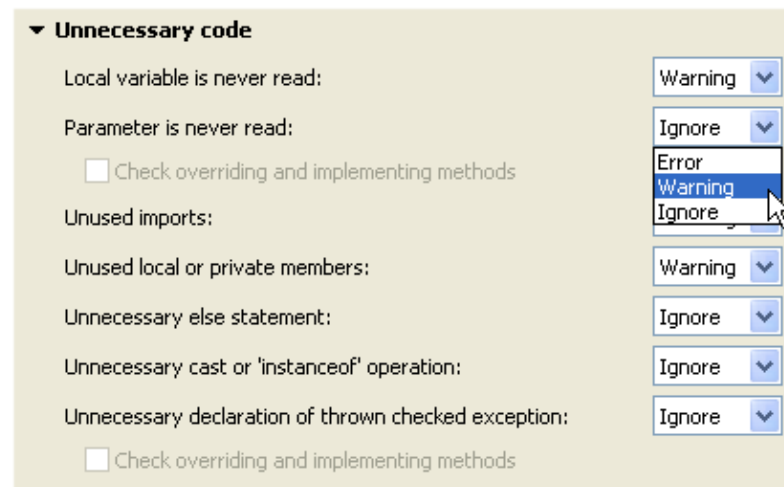 Unnecessary code
Local variable is never read: Warning
Parameter is never read: Ignore
Error
Check overriding and implementing methods
Warning
Unused imports:
Ignore
Unused local or private members: Warning
Unnecessary else statement: Ignore
Unnecessary cast or 'instanceof' operation: Ignore
Unnecessary declaration of thrown checked exception: Ignore
Check overriding and implementing methods